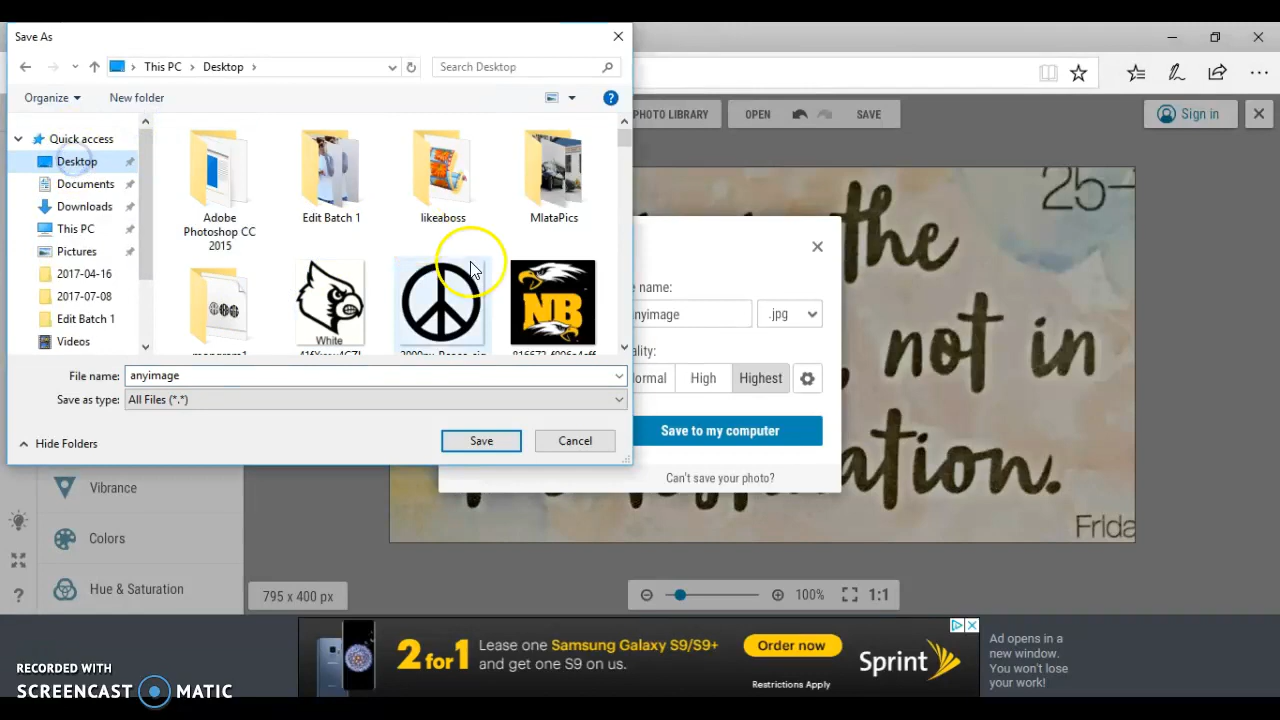 Save As
This PC
Desktop
Search Desktop
Organize
New folder
Quick access
Desktop
Documents
Downloads
This PC
Pictures
2017-04-16
2017-07-08
Edit Batch 1
Videos
Adobe
Photoshop CC
2015
Edit Batch 1
likeaboss
MlataPics
White
NB
File name:
anyimage
Save as type:
All Files (*.*)
Hide Folders
Save
Cancel
PHOTO LIBRARY
OPEN
SAVE
Sign in
name:
anyimage
.jpg
High
Highest
Save to my computer
Can't save your photo?
25-
the
not in
Frida
Vibrance
Colors
Hue & Saturation
795 x 400 px
100%
1:1
2 for 1
Lease one Samsung Galaxy S9/S9+
and get one S9 on us.
Order now
Restrictions Apply
Sprint
Ad opens in a
new window.
You won't lose
your work!
RECORDED WITH
SCREENCAST MATIC